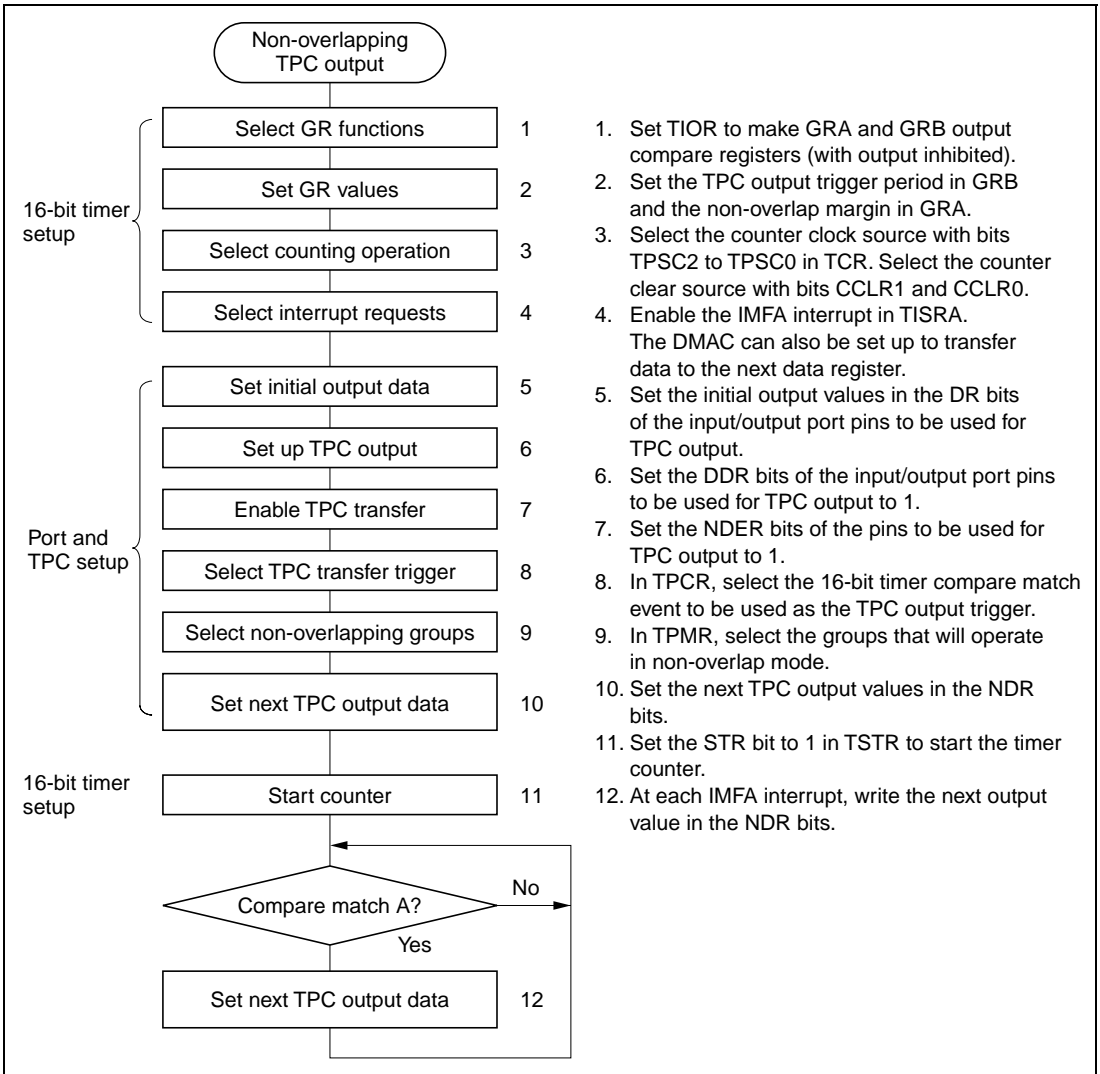 Non-overlapping
TPC output
16-bit timer
setup
Select GR functions 1
Set GR values 2
Select counting operation 3
Select interrupt requests 4
Port and
TPC setup
Set initial output data 5
Set up TPC output 6
Enable TPC transfer 7
Select TPC transfer trigger 8
Select non-overlapping groups 9
Set next TPC output data 10
16-bit timer
setup
Start counter 11
Compare match A?
No
Yes
Set next TPC output data 12
1. Set TIOR to make GRA and GRB output
compare registers (with output inhibited).
2. Set the TPC output trigger period in GRB
and the non-overlap margin in GRA.
3. Select the counter clock source with bits
TPSC2 to TPSC0 in TCR. Select the counter
clear source with bits CCLR1 and CCLR0.
4. Enable the IMFA interrupt in TISRA.
The DMAC can also be set up to transfer
data to the next data register.
5. Set the initial output values in the DR bits
of the input/output port pins to be used for
TPC output.
6. Set the DDR bits of the input/output port pins
to be used for TPC output to 1.
7. Set the NDER bits of the pins to be used for
TPC output to 1.
8. In TPCR, select the 16-bit timer compare match
event to be used as the TPC output trigger.
9. In TPMR, select the groups that will operate
in non-overlap mode.
10. Set the next TPC output values in the NDR
bits.
11. Set the STR bit to 1 in TSTR to start the timer
counter.
12. At each IMFA interrupt, write the next output
value in the NDR bits.